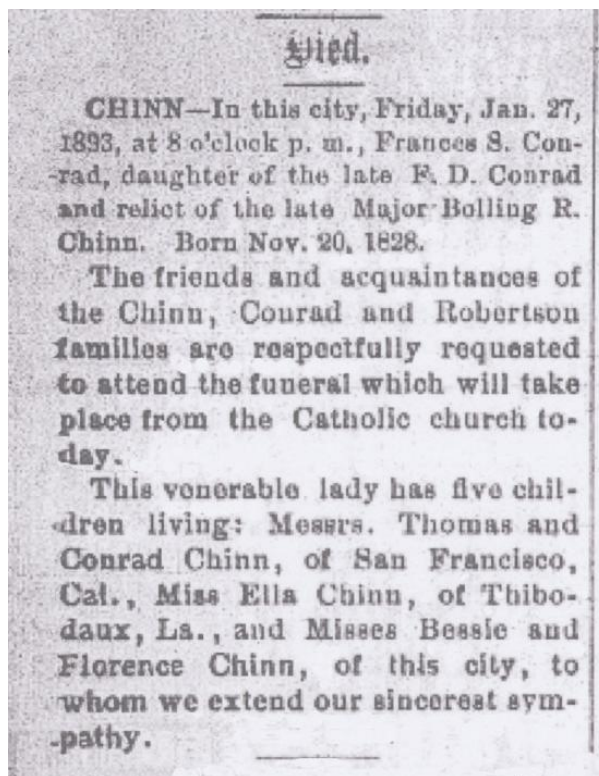 Died.
CHINN—In this city, Friday, Jan. 27,
1893, at 8 o'clock p. m., Frances S. Con-
rad, daughter of the late F. D. Conrad
and relict of the late Major Bolling R.
Chinn. Born Nov. 20, 1828.
The friends and acquaintances of
the Chinn, Conrad and Robertson
families are respectfully requested
to attend the funeral which will take
place from the Catholic church to-
day.
This venerable lady has five chil-
dren living: Messrs. Thomas and
Conrad Chinn, of San Francisco,
Cal., Miss Ella Chinn, of Thibo-
daux, La., and Misses Bessie and
Florence Chinn, of this city, to
whom we extend our sincerest sym-
pathy.